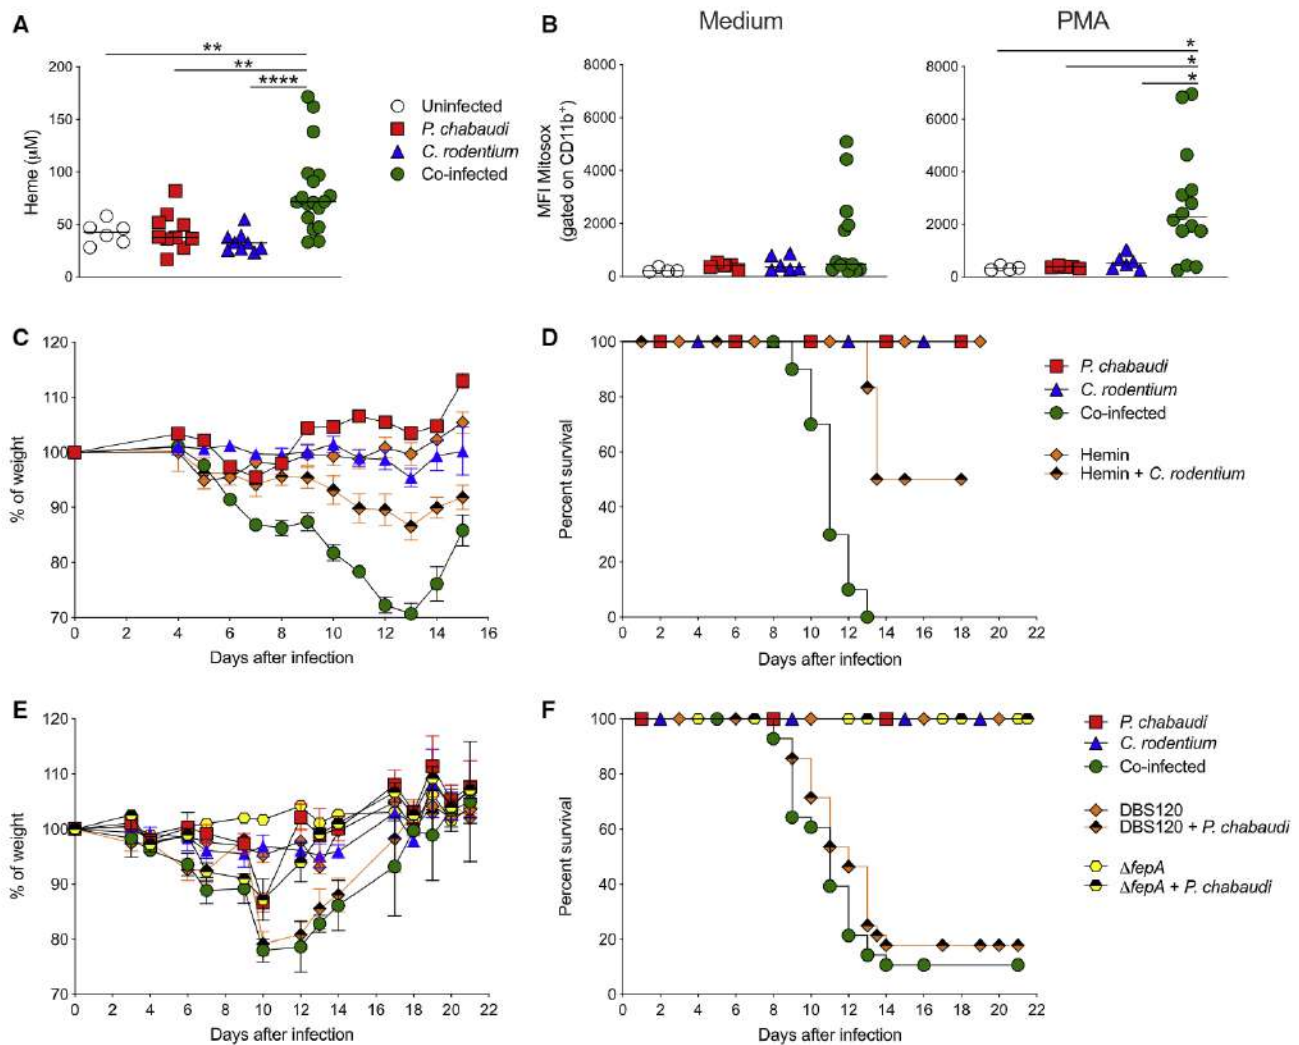 A
**
**
****
200
150
100
50
0
Heme (μM)
Uninfected
P. chabaudi
C. rodentium
Co-infected
B
Medium
PMA
8000
6000
4000
2000
0
MFI Mitosox
(gated on CD11b⁺)
*
*
*
8000
6000
4000
2000
0
C
120
110
100
90
80
70
% of weight
0 2 4 6 8 10 12 14 16
Days after infection
D
100
80
60
40
20
0
Percent survival
0 2 4 6 8 10 12 14 16 18 20 22
Days after infection
P. chabaudi
C. rodentium
Co-infected
Hemin
Hemin + C. rodentium
E
120
110
100
90
80
70
% of weight
0 2 4 6 8 10 12 14 16 18 20 22
Days after infection
F
100
80
60
40
20
0
Percent survival
0 2 4 6 8 10 12 14 16 18 20 22
Days after infection
P. chabaudi
C. rodentium
Co-infected
DBS120
DBS120 + P. chabaudi
ΔfepA
ΔfepA + P. chabaudi